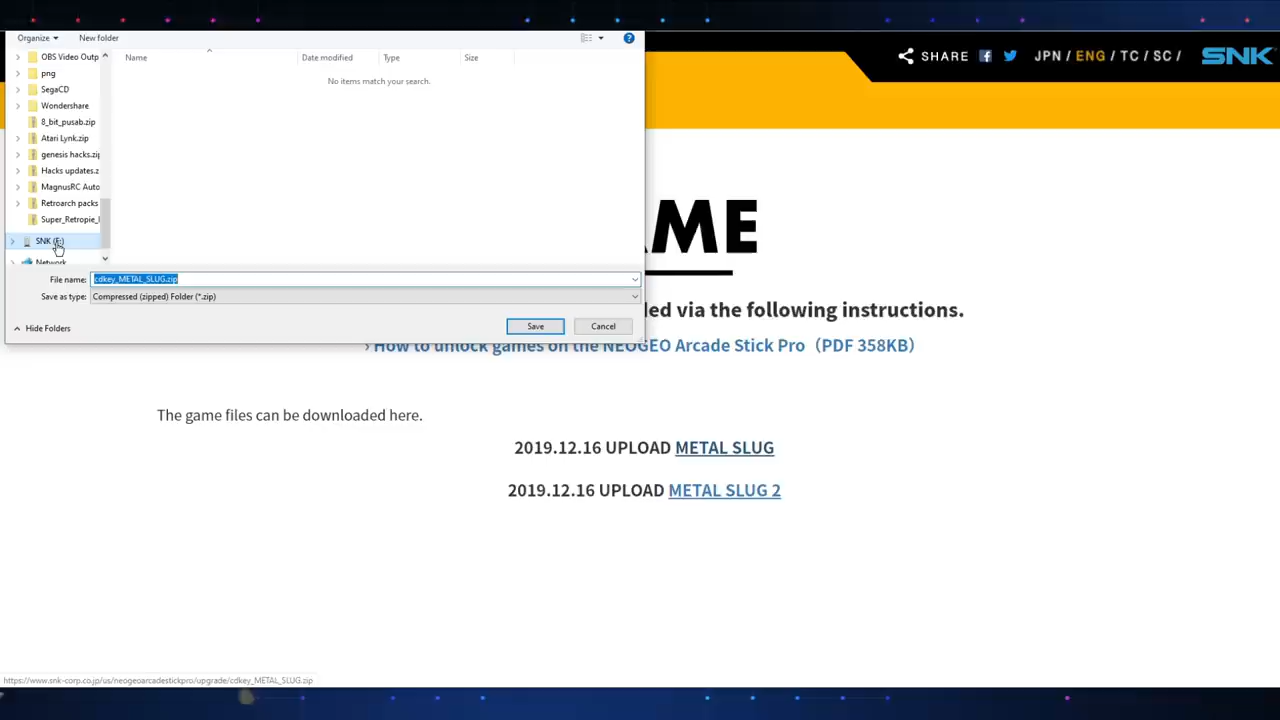 Organize
New folder
OBS Video Outp
png
SegaCD
Wondershare
8_bit_pusab.zip
Atari Lynk.zip
genesis hacks.zip
Hacks updates.z
MagnusRC Auto
Retroarch packs
Super_Retropie_
SNK (F:)
Network
Name
Date modified
Type
Size
No items match your search.
File name:
cdkey_METAL_SLUG.zip
Save as type:
Compressed (zipped) Folder (*.zip)
Hide Folders
Save
Cancel
SHARE
JPN / ENG / TC / SC /
SNK
AME
ed via the following instructions.
› How to unlock games on the NEOGEO Arcade Stick Pro（PDF 358KB）
The game files can be downloaded here.
2019.12.16 UPLOAD METAL SLUG
2019.12.16 UPLOAD METAL SLUG 2
https://www.snk-corp.co.jp/us/neogeoarcadestickpro/upgrade/cdkey_METAL_SLUG.zip